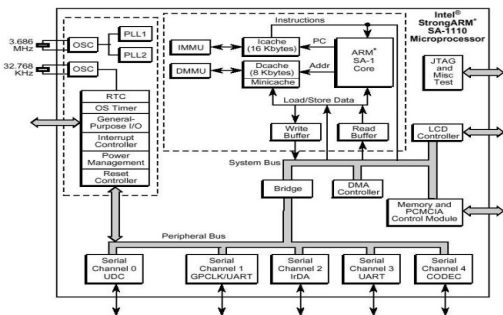 Intel®
StrongARM*
SA-1110
Microprocessor
3.686
MHz
OSC
PLL1
PLL2
32.768
KHz
OSC
RTC
OS Timer
General-
Purpose I/O
Interrupt
Controller
Power
Management
Reset
Controller
Instructions
IMMU
Icache
(16 Kbytes)
PC
DMMU
Dcache
(8 Kbytes)
Minicache
Addr
ARM*
SA-1
Core
Load/Store Data
Write
Buffer
Read
Buffer
JTAG
and
Misc
Test
LCD
Controller
System Bus
Bridge
DMA
Controller
Memory and
PCMCIA
Control Module
Peripheral Bus
Serial
Channel 0
UDC
Serial
Channel 1
GPCLK/UART
Serial
Channel 2
IrDA
Serial
Channel 3
UART
Serial
Channel 4
CODEC